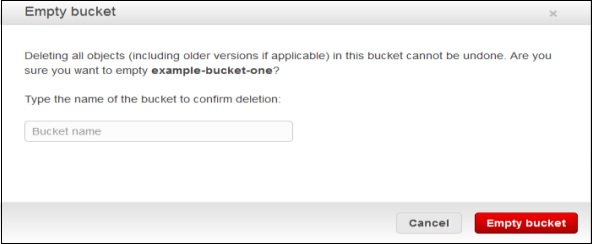 Empty bucket
×
Deleting all objects (including older versions if applicable) in this bucket cannot be undone. Are you
sure you want to empty example-bucket-one?
Type the name of the bucket to confirm deletion:
Bucket name
Cancel Empty bucket